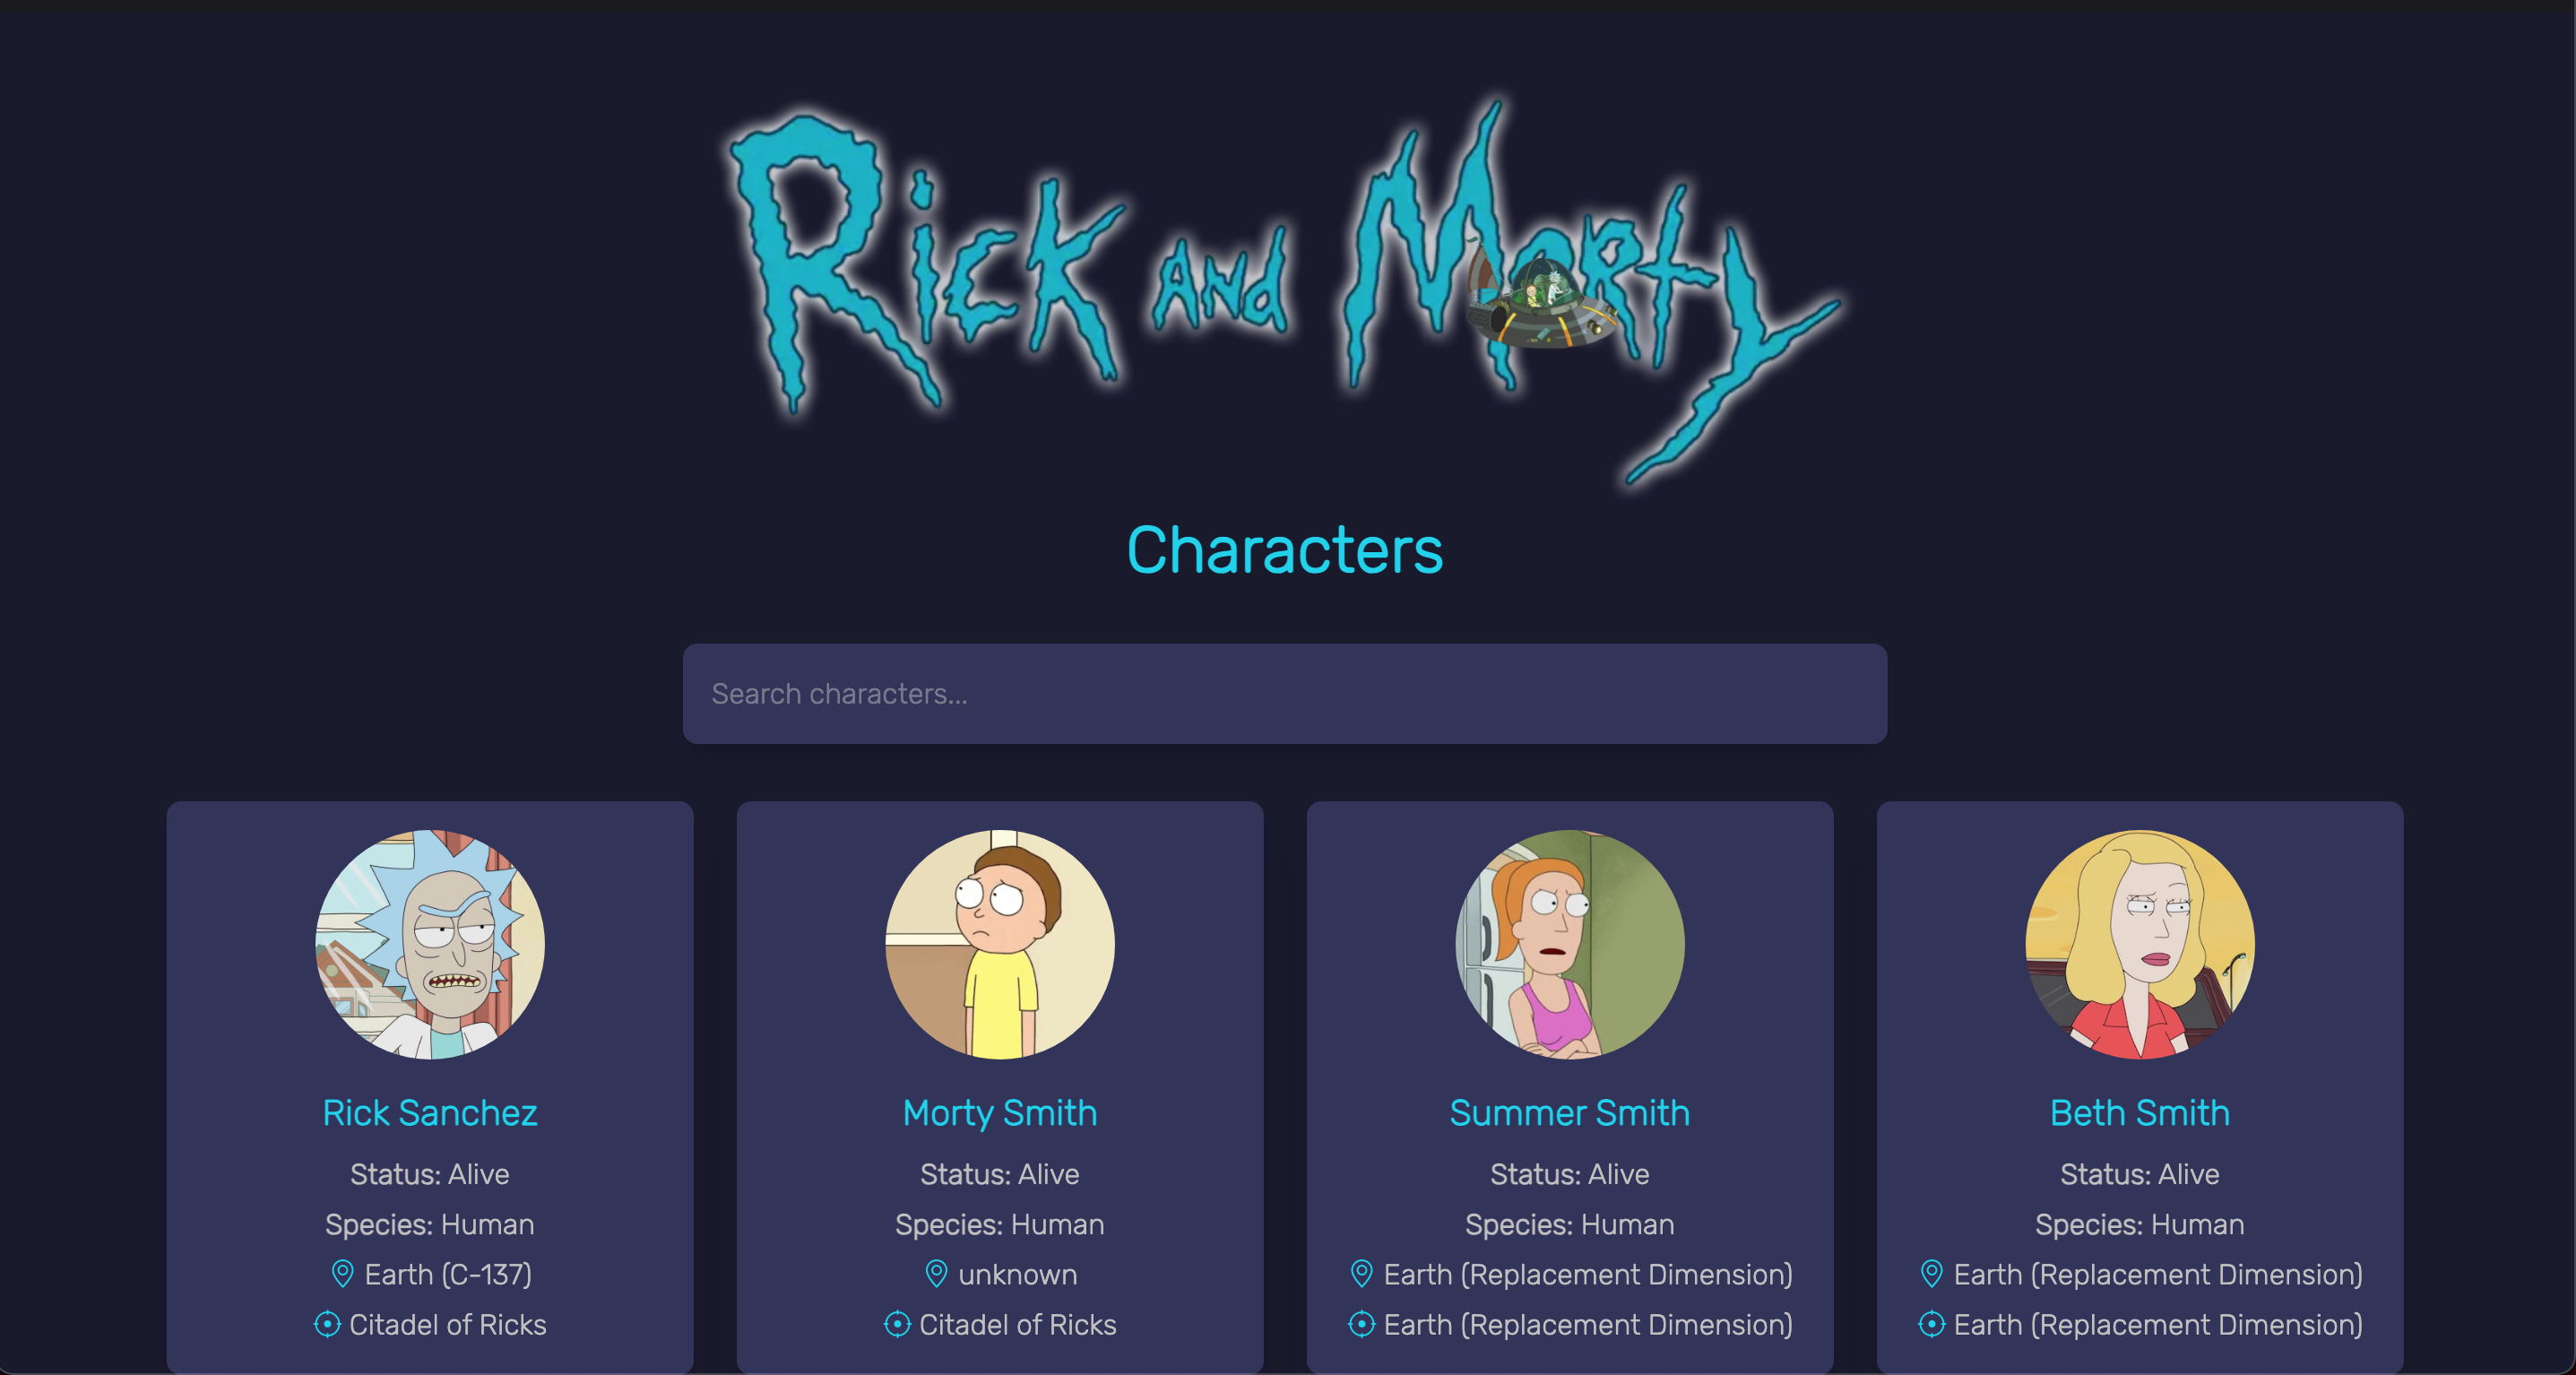 Rick and Morty
Characters
Search characters...
Rick Sanchez
Status: Alive
Species: Human
Earth (C-137)
Citadel of Ricks
Morty Smith
Status: Alive
Species: Human
unknown
Citadel of Ricks
Summer Smith
Status: Alive
Species: Human
Earth (Replacement Dimension)
Earth (Replacement Dimension)
Beth Smith
Status: Alive
Species: Human
Earth (Replacement Dimension)
Earth (Replacement Dimension)